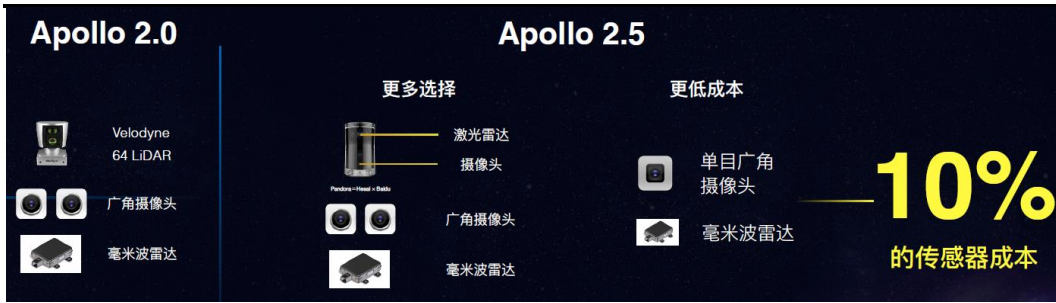 Apollo 2.0
Velodyne
64 LiDAR
广角摄像头
毫米波雷达
Apollo 2.5
更多选择
激光雷达
摄像头
Pandora=Hesai × Baidu
广角摄像头
毫米波雷达
更低成本
单目广角
摄像头
毫米波雷达
10%
的传感器成本